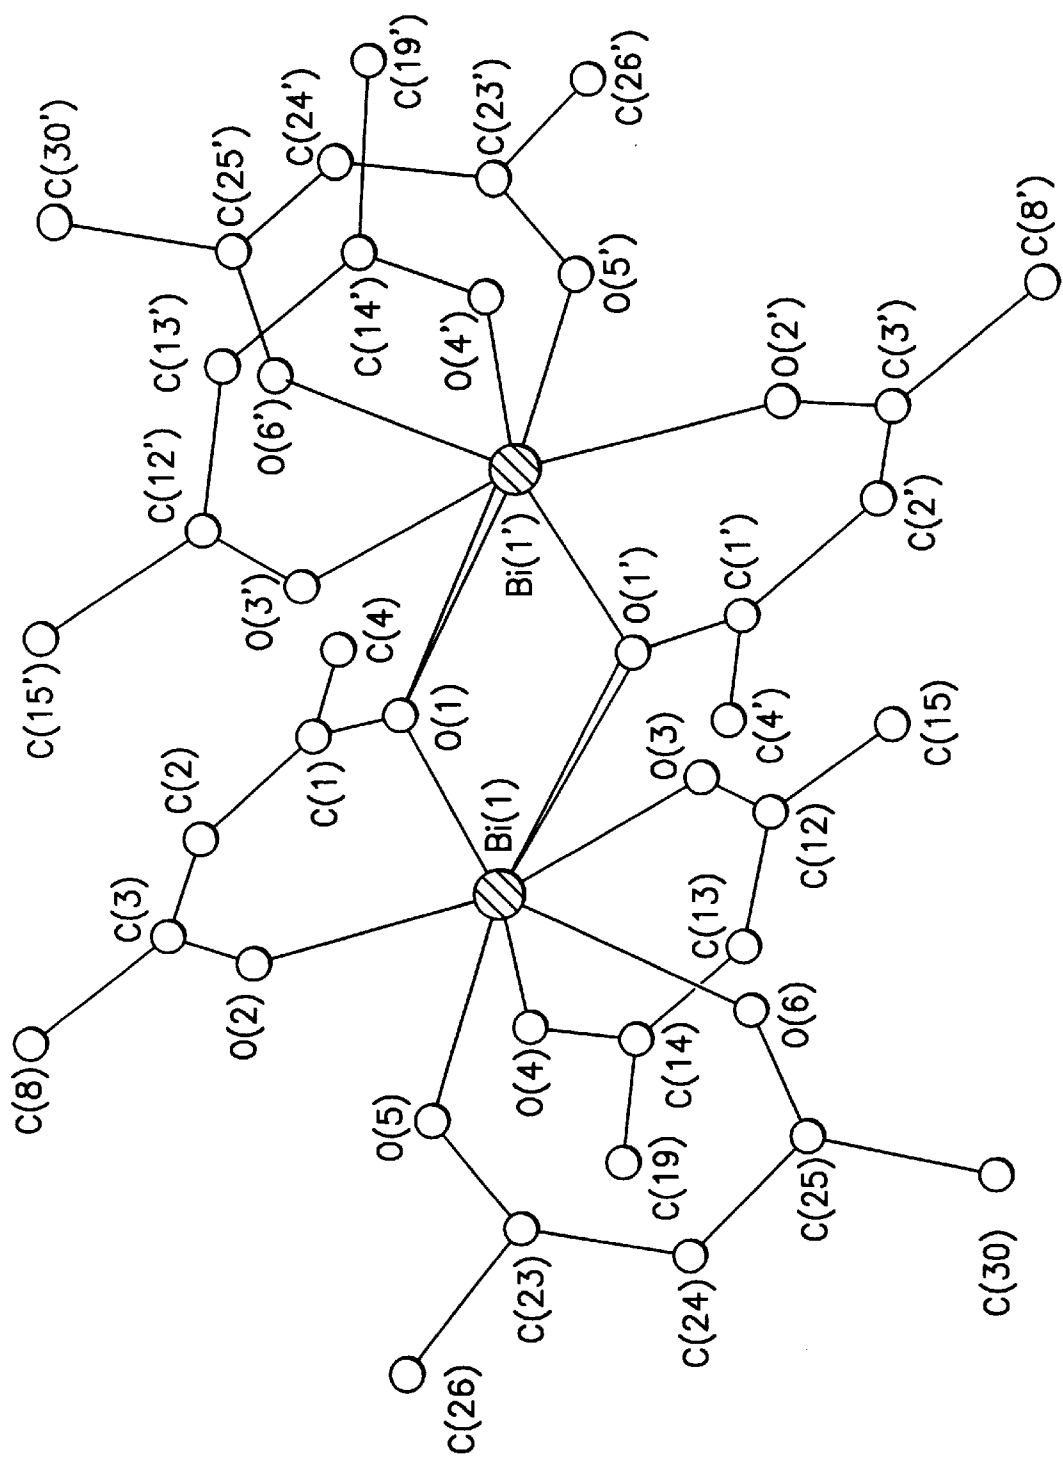 C(8)
C(15')
C(30')
C(3)
C(12')
C(2)
C(13')
C(25')
O(2)
O(3')
O(6')
C(24')
C(1)
C(14')
C(4)
O(5)
C(19')
O(1)
O(4')
C(26)
Bi(1)
C(23')
Bi(1')
C(23)
O(4)
O(5')
C(26')
O(1')
O(3)
C(19)
C(14)
C(24)
C(13)
C(1')
C(4')
O(2')
O(6)
C(25)
C(12)
C(3')
C(2')
C(15)
C(30)
C(8')